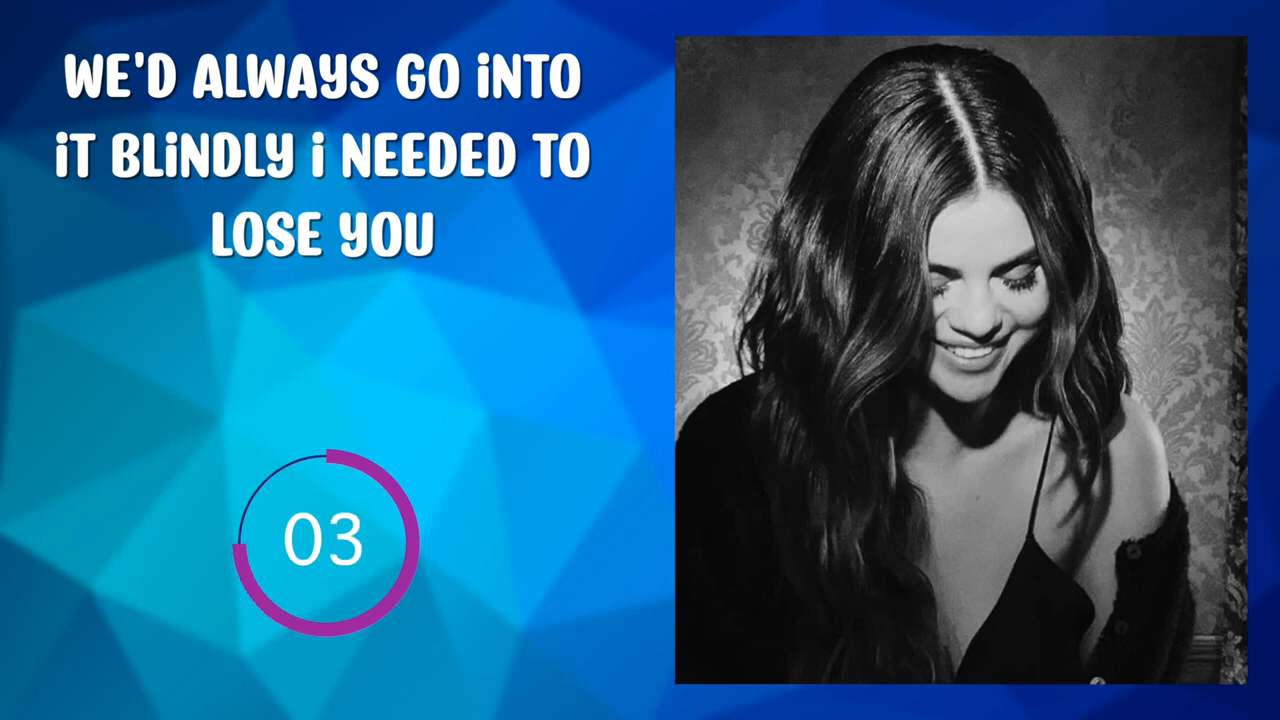 WE'D ALWAYS GO iNTO
iT BLiNDLY i NEEDED TO
LOSE YOU
03